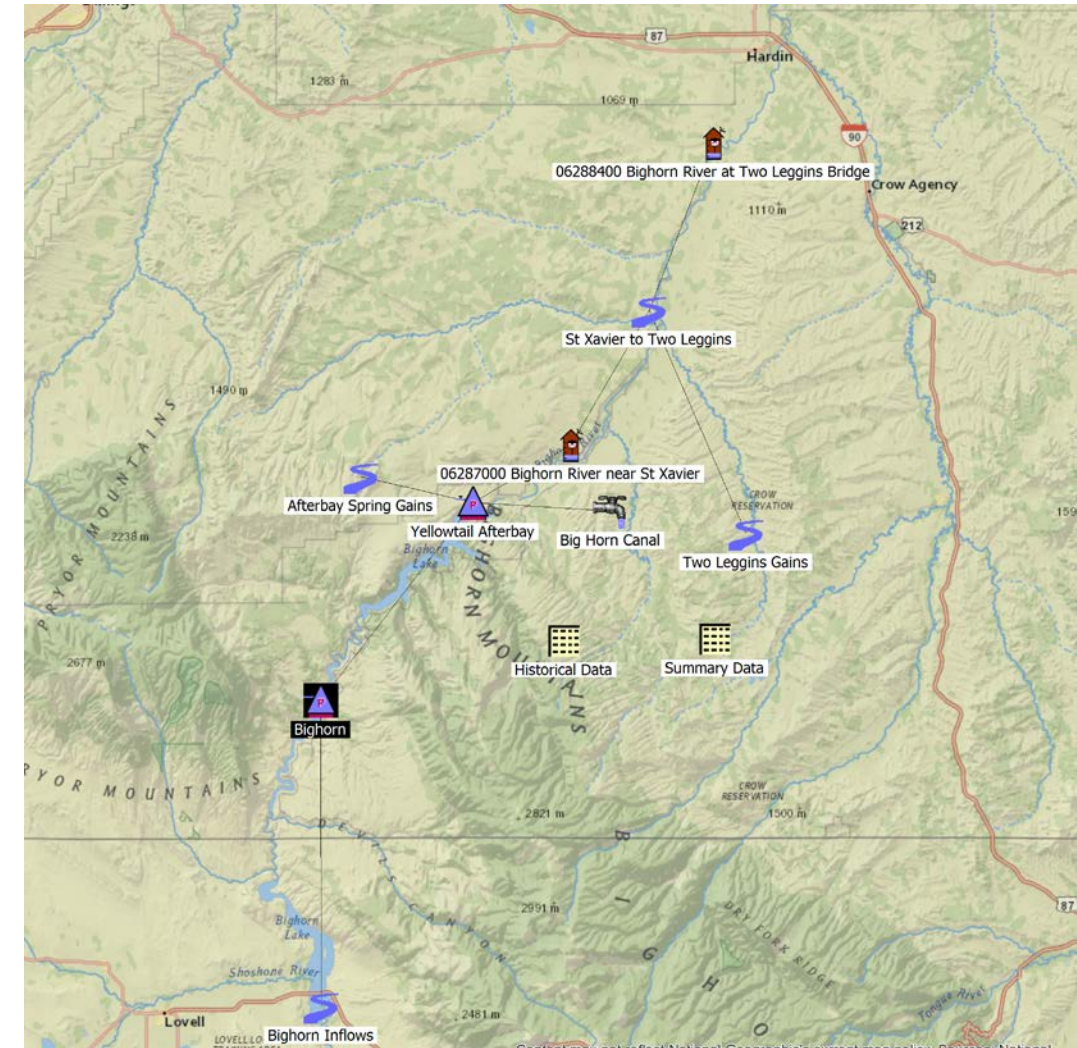 87
Hardin
1283 m
1069 m
90
06288400 Bighorn River at Two Leggins Bridge
Crow Agency
1110 m
212
St Xavier to Two Leggins
1490 m
PRYOR MOUNTAINS
06287000 Bighorn River near St Xavier
Afterbay Spring Gains
CROW
RESERVATION
2238 m
Yellowtail Afterbay
Big Horn Canal
Bighorn
Lake
Two Leggins Gains
HORN MOUNTAINS
2677 m
Historical Data
Summary Data
Bighorn
RYOR MOUNTAINS
CROW
RESERVATION
2821 m
1500 m
DEVILS CANYON
B I G H O
2991 m
DRY FORK RIDGE
87
Bighorn
Lake
Shoshone River
Tongue River
Lovell
2481 m
Bighorn Inflows